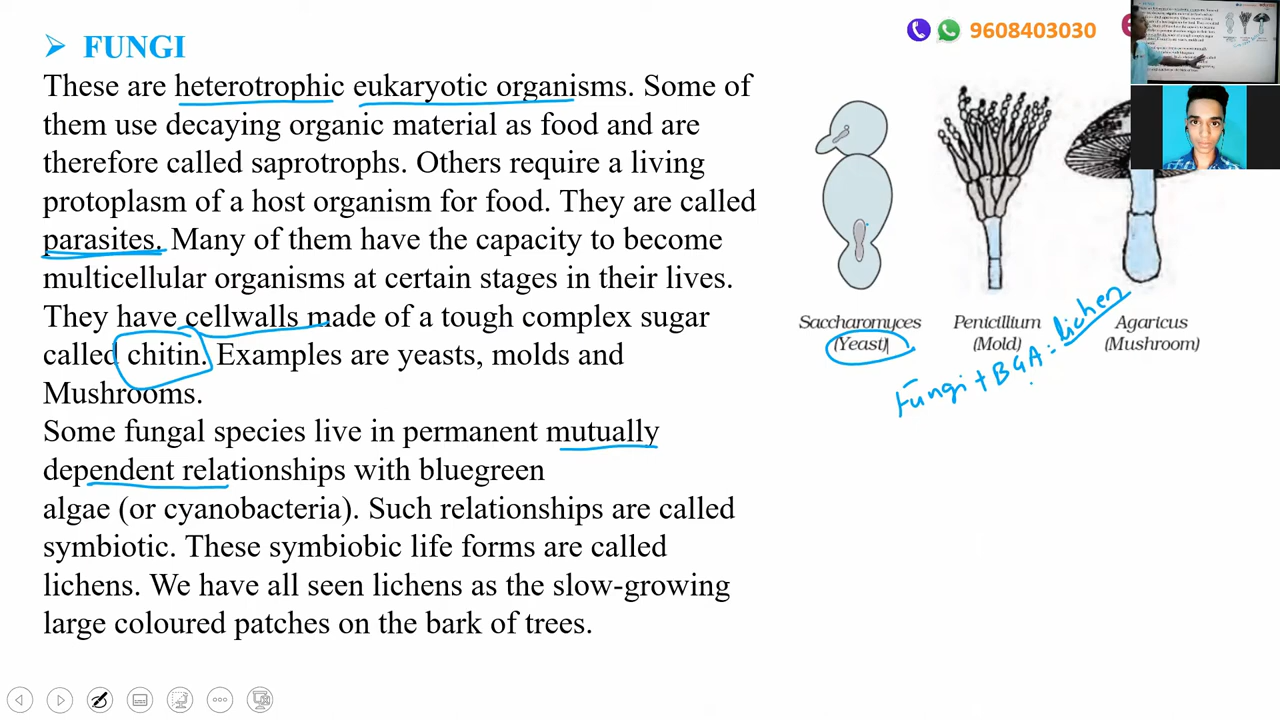 ➢ FUNGI
9608403030
These are heterotrophic eukaryotic organisms. Some of
them use decaying organic material as food and are
therefore called saprotrophs. Others require a living
protoplasm of a host organism for food. They are called
parasites. Many of them have the capacity to become
multicellular organisms at certain stages in their lives.
They have cellwalls made of a tough complex sugar
called chitin. Examples are yeasts, molds and
Mushrooms.
Some fungal species live in permanent mutually
dependent relationships with bluegreen
algae (or cyanobacteria). Such relationships are called
symbiotic. These symbiobic life forms are called
lichens. We have all seen lichens as the slow-growing
large coloured patches on the bark of trees.
Saccharomyces
(Yeast)
Penicillium
(Mold)
Agaricus
(Mushroom)
Fungi + BGA = lichen